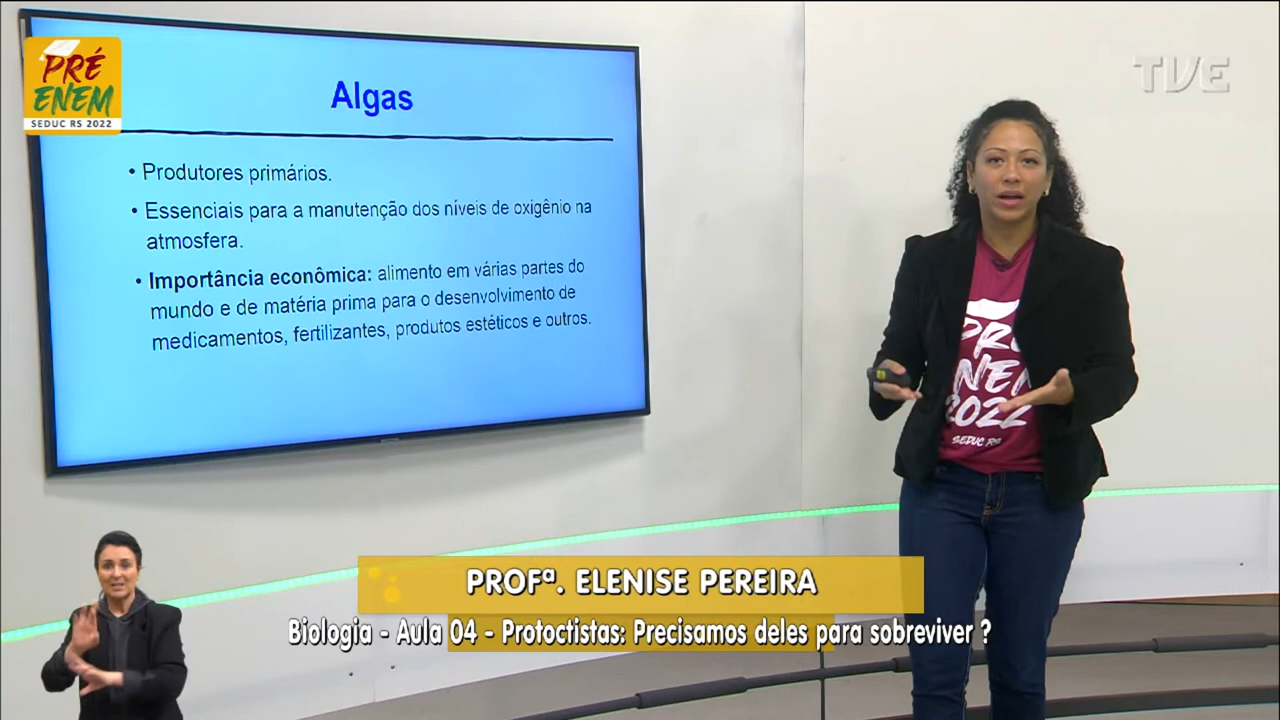 PRÉ
ENEM
SEDUC RS 2022
TVE
Algas
• Produtores primários.
• Essenciais para a manutenção dos níveis de oxigênio na
atmosfera.
• Importância econômica: alimento em várias partes do
mundo e de matéria prima para o desenvolvimento de
medicamentos, fertilizantes, produtos estéticos e outros.
PRÉ
ENEM
2022
SEDUC RS
PROFª. ELENISE PEREIRA
Biologia - Aula 04 - Protoctistas: Precisamos deles para sobreviver ?